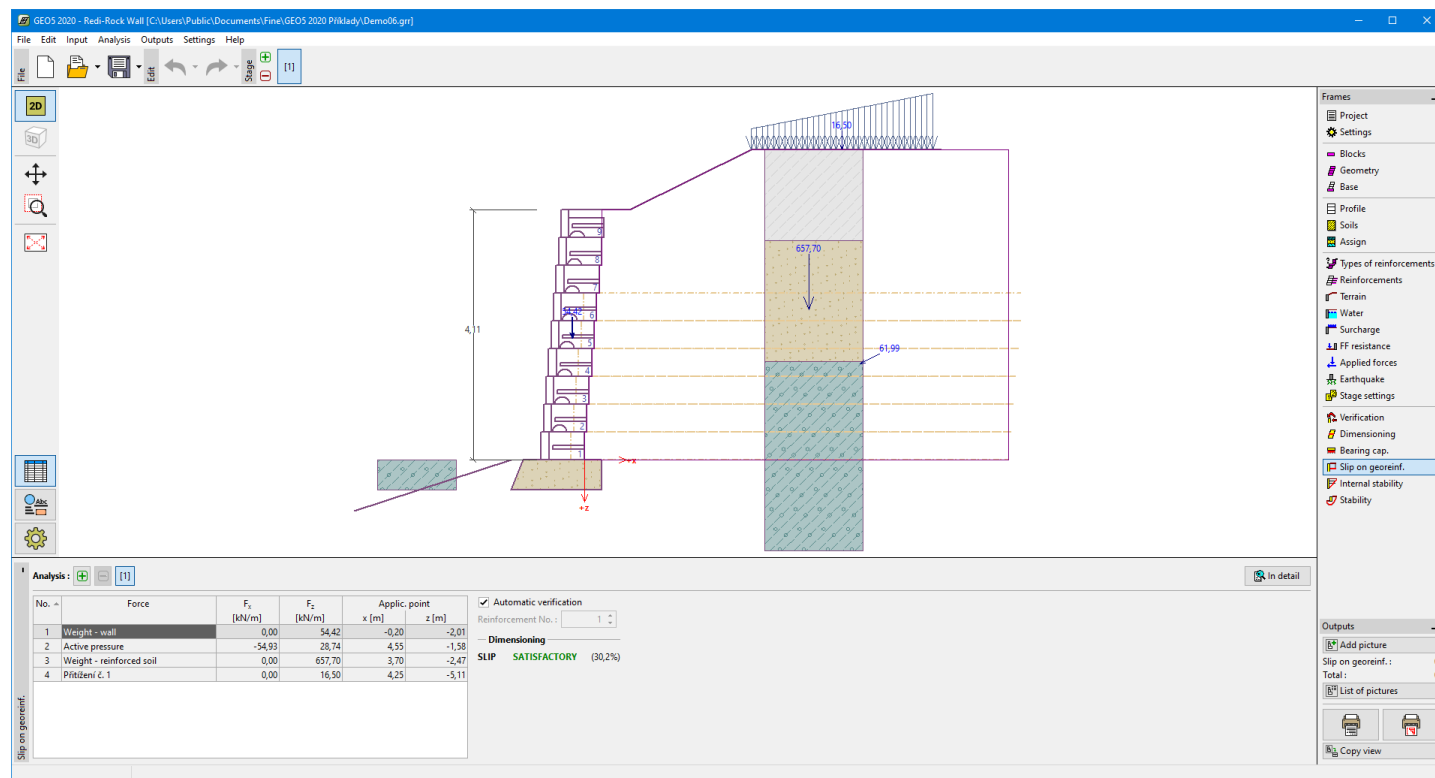 GEO5 2020 - Redi-Rock Wall [C:\Users\Public\Documents\Fine\GEO5 2020 Příklady\Demo06.grr]
File Edit Input Analysis Outputs Settings Help
File
Edit
Stage
[1]
2D
3D
Abc
16,50
657,70
61,99
54,42
4,11
9
8
7
6
5
4
3
2
1
+x
+z
Frames
Project
Settings
Blocks
Geometry
Base
Profile
Soils
Assign
Types of reinforcements
Reinforcements
Terrain
Water
Surcharge
FF resistance
Applied forces
Earthquake
Stage settings
Verification
Dimensioning
Bearing cap.
Slip on georeinf.
Internal stability
Stability
Slip on georeinf.
Analysis : [1]
In detail
No. Force Fx Fz Applic. point
[kN/m] [kN/m] x [m] z [m]
1 Weight - wall 0,00 54,42 -0,20 -2,01
2 Active pressure -54,93 28,74 4,55 -1,58
3 Weight - reinforced soil 0,00 657,70 3,70 -2,47
4 Přitížení č. 1 0,00 16,50 4,25 -5,11
Automatic verification
Reinforcement No. : 1
Dimensioning
SLIP SATISFACTORY (30,2%)
Outputs
Add picture
Slip on georeinf. :
Total :
List of pictures
Copy view